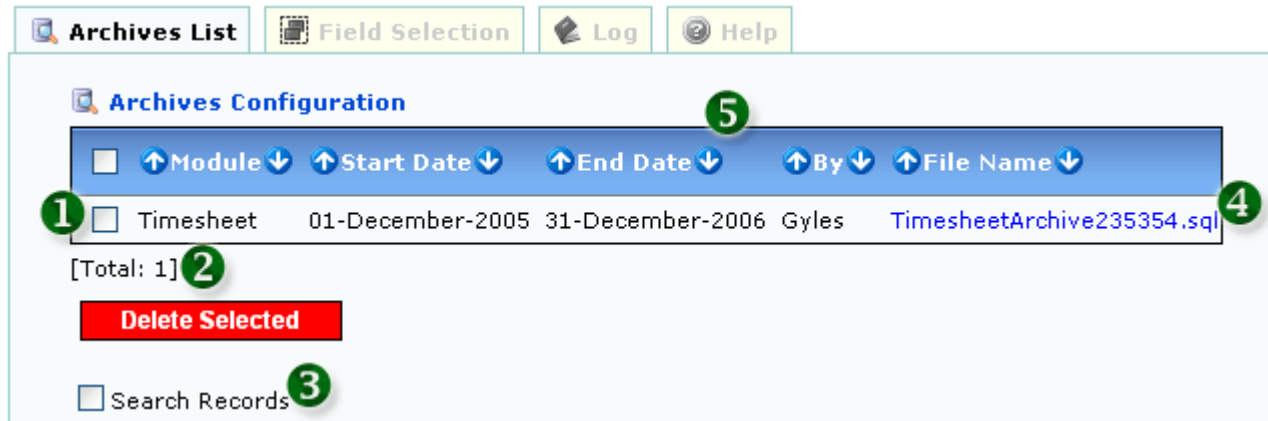 Archives List Field Selection Log Help
Archives Configuration
5
Module Start Date End Date By File Name
1 Timesheet 01-December-2005 31-December-2006 Gyles TimesheetArchive235354.sql 4
[Total: 1] 2
Delete Selected
Search Records 3